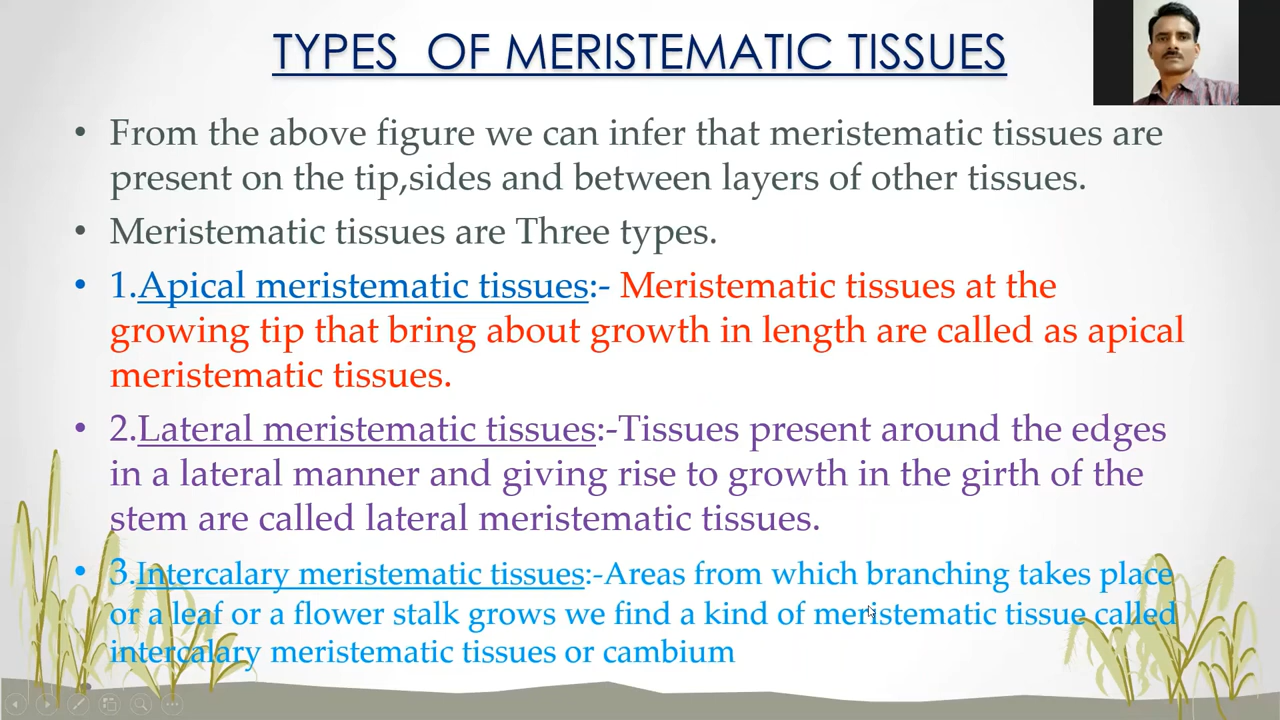 TYPES OF MERISTEMATIC TISSUES
• From the above figure we can infer that meristematic tissues are
present on the tip,sides and between layers of other tissues.
• Meristematic tissues are Three types.
• 1.Apical meristematic tissues:- Meristematic tissues at the
growing tip that bring about growth in length are called as apical
meristematic tissues.
• 2.Lateral meristematic tissues:-Tissues present around the edges
in a lateral manner and giving rise to growth in the girth of the
stem are called lateral meristematic tissues.
• 3.Intercalary meristematic tissues:-Areas from which branching takes place
or a leaf or a flower stalk grows we find a kind of meristematic tissue called
intercalary meristematic tissues or cambium